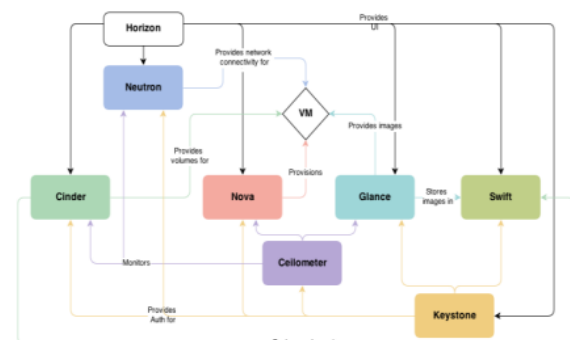 Provides
UI
Horizon
Provides network
connectivity for
Neutron
VM
Provides images
Provides
volumes for
Provisions
Cinder
Nova
Glance
Stores
images in
Swift
Ceilometer
Monitors
Provides
Auth for
Keystone